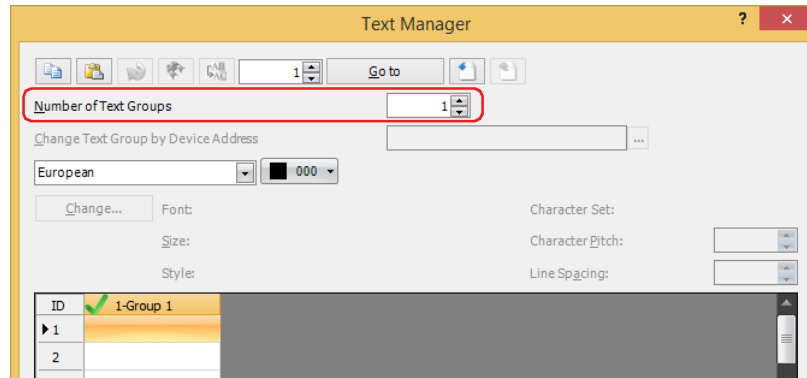 Text Manager
? ×
1 Go to
Number of Text Groups 1
Change Text Group by Device Address ...
European 000
Change... Font: Character Set:
Size: Character Pitch:
Style: Line Spacing:
ID 1-Group 1
1
2